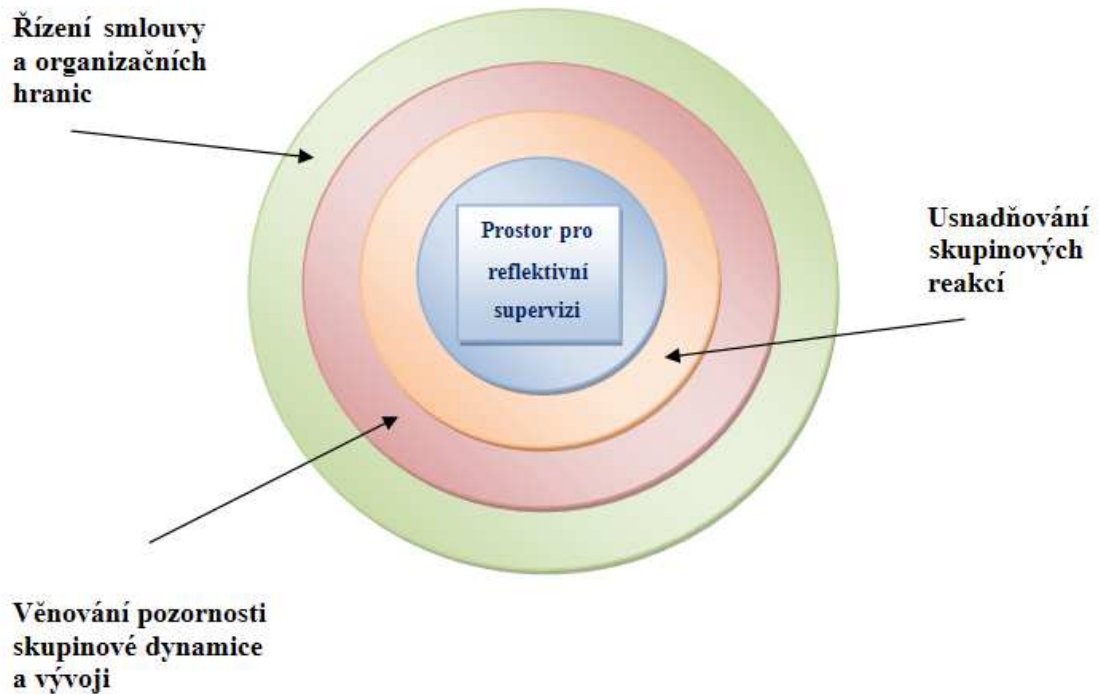 Řízení smlouvy
a organizačních
hranic
Prostor pro
reflektivní
supervizi
Usnadňování
skupinových
reakcí
Věnování pozornosti
skupinové dynamice
a vývoji